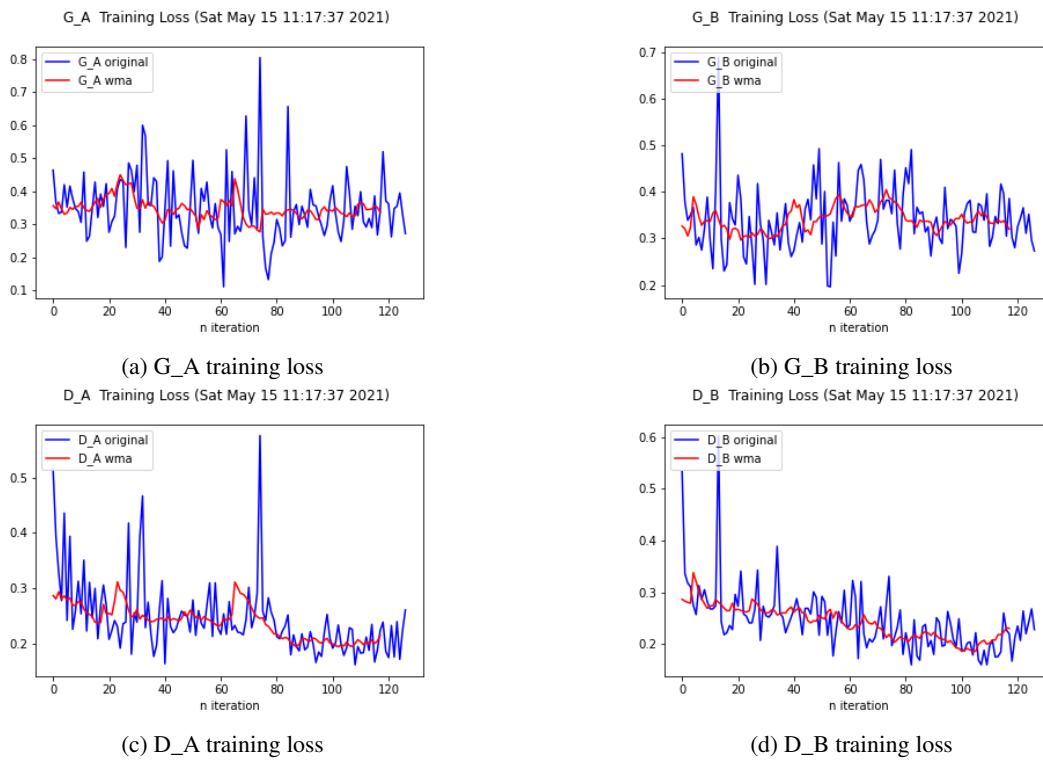 G_A  Training Loss (Sat May 15 11:17:37 2021)
G_A original
G_A wma
0.8
0.7
0.6
0.5
0.4
0.3
0.2
0.1
0 20 40 60 80 100 120
n iteration
(a) G_A training loss
G_B  Training Loss (Sat May 15 11:17:37 2021)
G_B original
G_B wma
0.7
0.6
0.5
0.4
0.3
0.2
0 20 40 60 80 100 120
n iteration
(b) G_B training loss
D_A  Training Loss (Sat May 15 11:17:37 2021)
D_A original
D_A wma
0.5
0.4
0.3
0.2
0 20 40 60 80 100 120
n iteration
(c) D_A training loss
D_B  Training Loss (Sat May 15 11:17:37 2021)
D_B original
D_B wma
0.6
0.5
0.4
0.3
0.2
0 20 40 60 80 100 120
n iteration
(d) D_B training loss